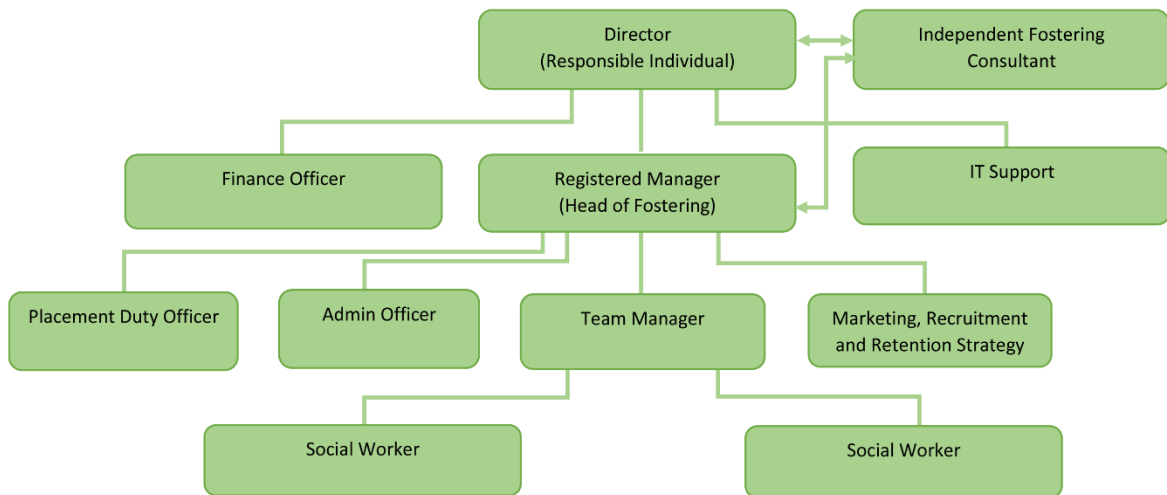 Director
(Responsible Individual)
Independent Fostering
Consultant
Finance Officer
Registered Manager
(Head of Fostering)
IT Support
Placement Duty Officer
Admin Officer
Team Manager
Marketing, Recruitment
and Retention Strategy
Social Worker
Social Worker